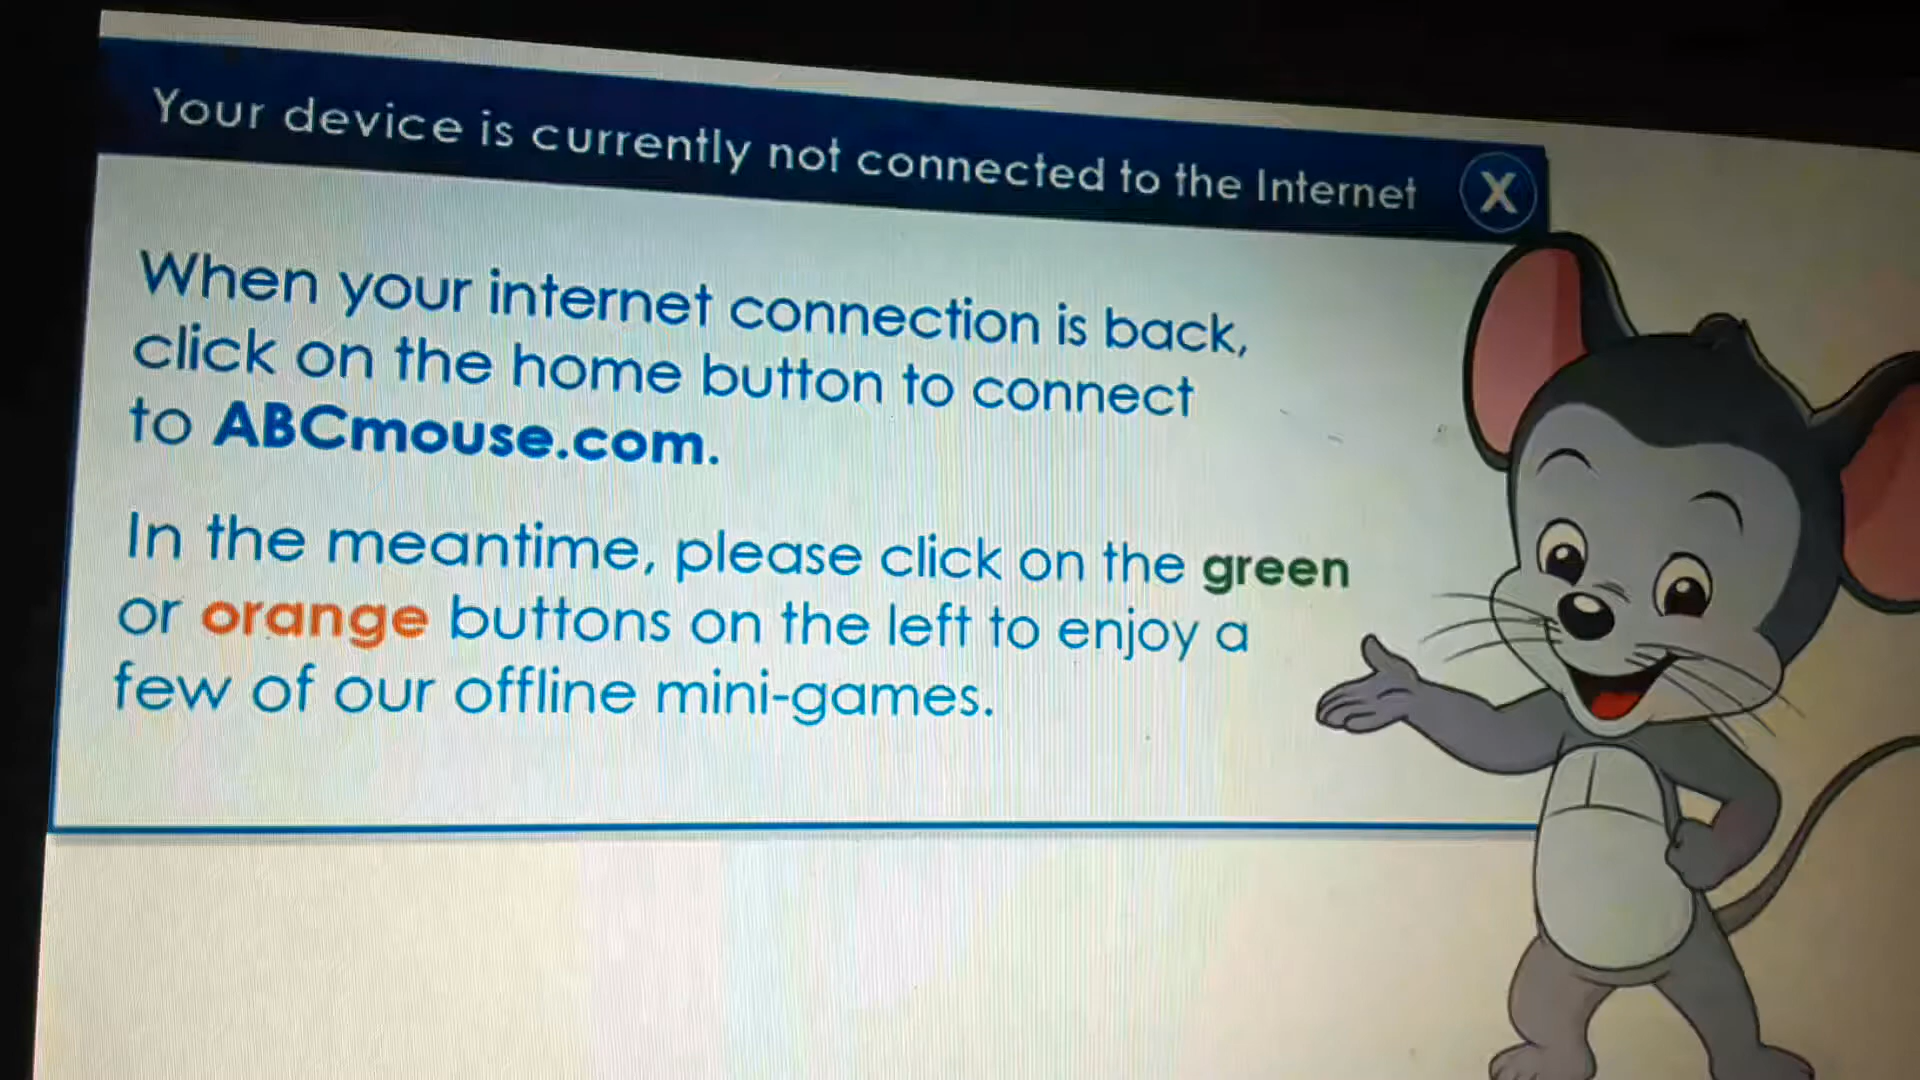 Your device is currently not connected to the Internet
X
When your internet connection is back,
click on the home button to connect
to ABCmouse.com.
In the meantime, please click on the green
or orange buttons on the left to enjoy a
few of our offline mini-games.